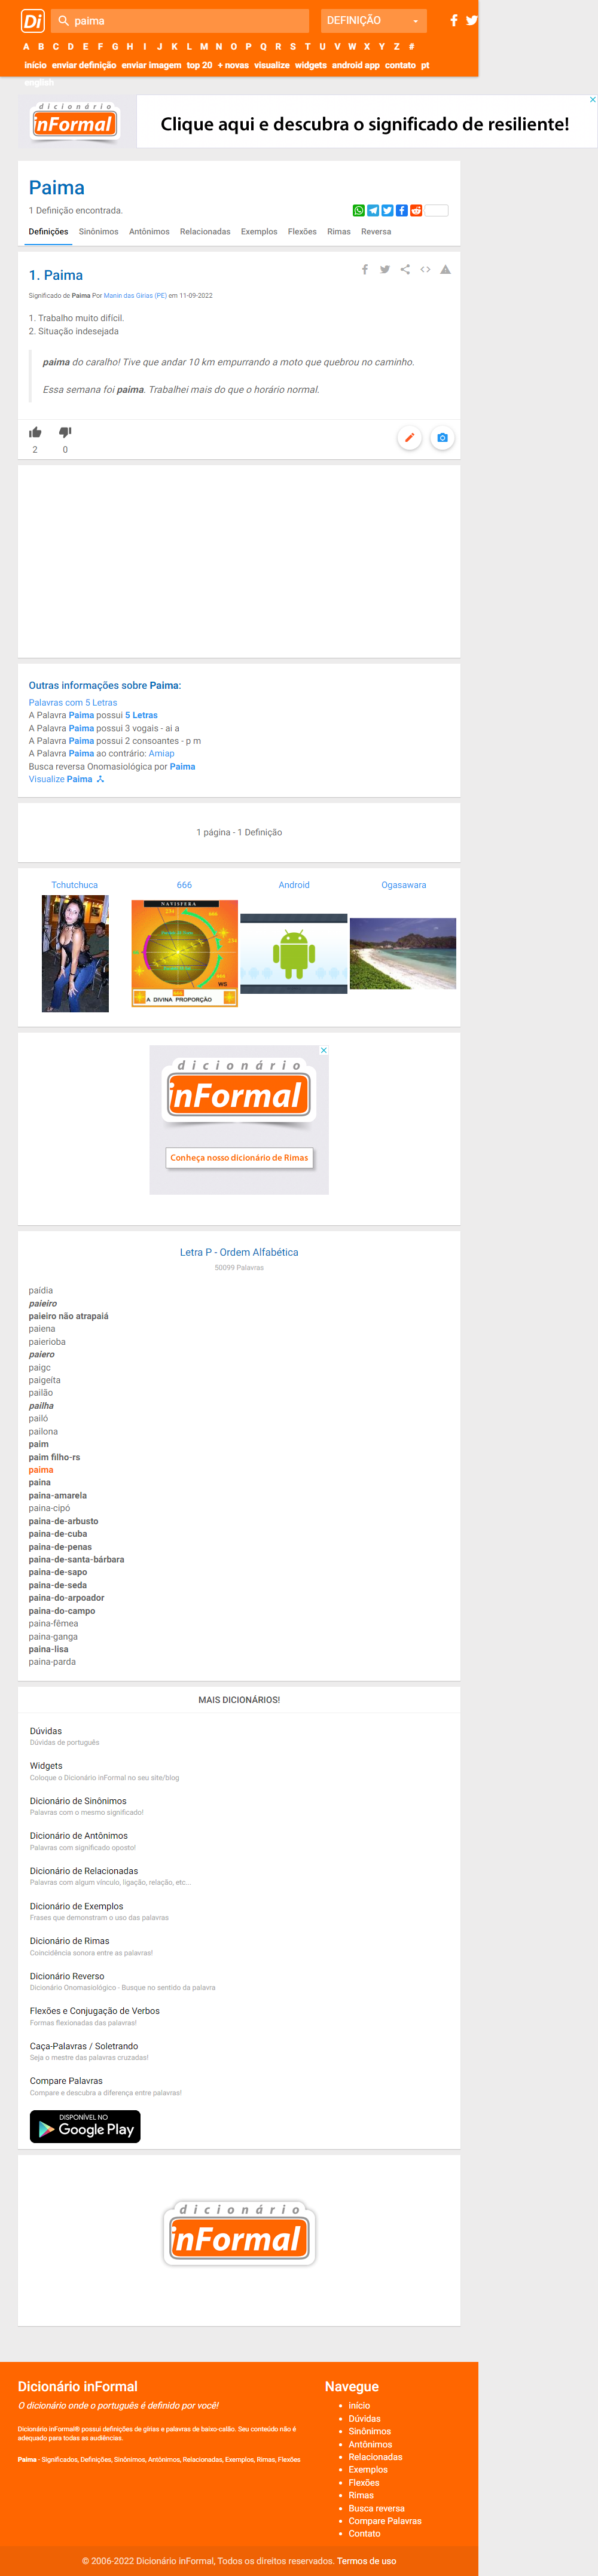 Di paima DEFINIÇÃO
A B C D E F G H I J K L M N O P Q R S T U V W X Y Z #
início enviar definição enviar imagem top 20 + novas visualize widgets android app contato pt
english
dicionário
inFormal
Clique aqui e descubra o significado de resiliente!
Paima
1 Definição encontrada.
Definições Sinônimos Antônimos Relacionadas Exemplos Flexões Rimas Reversa
1. Paima
Significado de Paima Por Manin das Gírias (PE) em 11-09-2022
1. Trabalho muito difícil.
2. Situação indesejada
paima do caralho! Tive que andar 10 km empurrando a moto que quebrou no caminho.
Essa semana foi paima. Trabalhei mais do que o horário normal.
2 0
Outras informações sobre Paima:
Palavras com 5 Letras
A Palavra Paima possui 5 Letras
A Palavra Paima possui 3 vogais - ai a
A Palavra Paima possui 2 consoantes - p m
A Palavra Paima ao contrário: Amiap
Busca reversa Onomasiológico por Paima
Visualize Paima
1 página - 1 Definição
Tchutchuca 666 Android Ogasawara
NAVISFERA
A DIVINA PROPORÇÃO
dicionário
inFormal
Conheça nosso dicionário de Rimas
Letra P - Ordem Alfabética
50099 Palavras
paídia
paieiro
paieiro não atrapaiá
paiena
paierioba
paiero
paigc
paigeíta
pailão
pailha
pailó
pailona
paim
paim filho-rs
paima
paina
paina-amarela
paina-cipó
paina-de-arbusto
paina-de-cuba
paina-de-penas
paina-de-santa-bárbara
paina-de-sapo
paina-de-seda
paina-do-arpoador
paina-do-campo
paina-fêmea
paina-ganga
paina-lisa
paina-parda
MAIS DICIONÁRIOS!
Dúvidas
Dúvidas de português
Widgets
Coloque o Dicionário inFormal no seu site/blog
Dicionário de Sinônimos
Palavras com o mesmo significado!
Dicionário de Antônimos
Palavras com significado oposto!
Dicionário de Relacionadas
Palavras com algum vínculo, ligação, relação, etc...
Dicionário de Exemplos
Frases que demonstram o uso das palavras
Dicionário de Rimas
Coincidência sonora entre as palavras!
Dicionário Reverso
Dicionário Onomasiológico - Busque no sentido da palavra
Flexões e Conjugação de Verbos
Formas flexionadas das palavras!
Caça-Palavras / Soletrando
Seja o mestre das palavras cruzadas!
Compare Palavras
Compare e descubra a diferença entre palavras!
DISPONÍVEL NO
Google Play
dicionário
inFormal
Dicionário inFormal
O dicionário onde o português é definido por você!
Dicionário inFormal® possui definições de gírias e palavras de baixo-calão. Seu conteúdo não é
adequado para todas as audiências.
Paima - Significados, Definições, Sinônimos, Antônimos, Relacionadas, Exemplos, Rimas, Flexões
Navegue
início
Dúvidas
Sinônimos
Antônimos
Relacionadas
Exemplos
Flexões
Rimas
Busca reversa
Compare Palavras
Contato
© 2006-2022 Dicionário inFormal, Todos os direitos reservados. Termos de uso